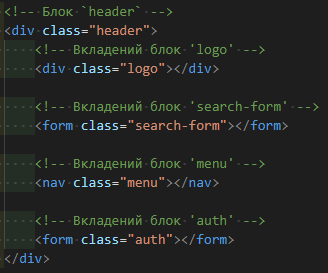 <!-- Блок `header` -->
<div class="header">
    <!-- Вкладений блок 'logo' -->
    <div class="logo"></div>

    <!-- Вкладений блок 'search-form' -->
    <form class="search-form"></form>

    <!-- Вкладений блок 'menu' -->
    <nav class="menu"></nav>

    <!-- Вкладений блок 'auth' -->
    <form class="auth"></form>
</div>